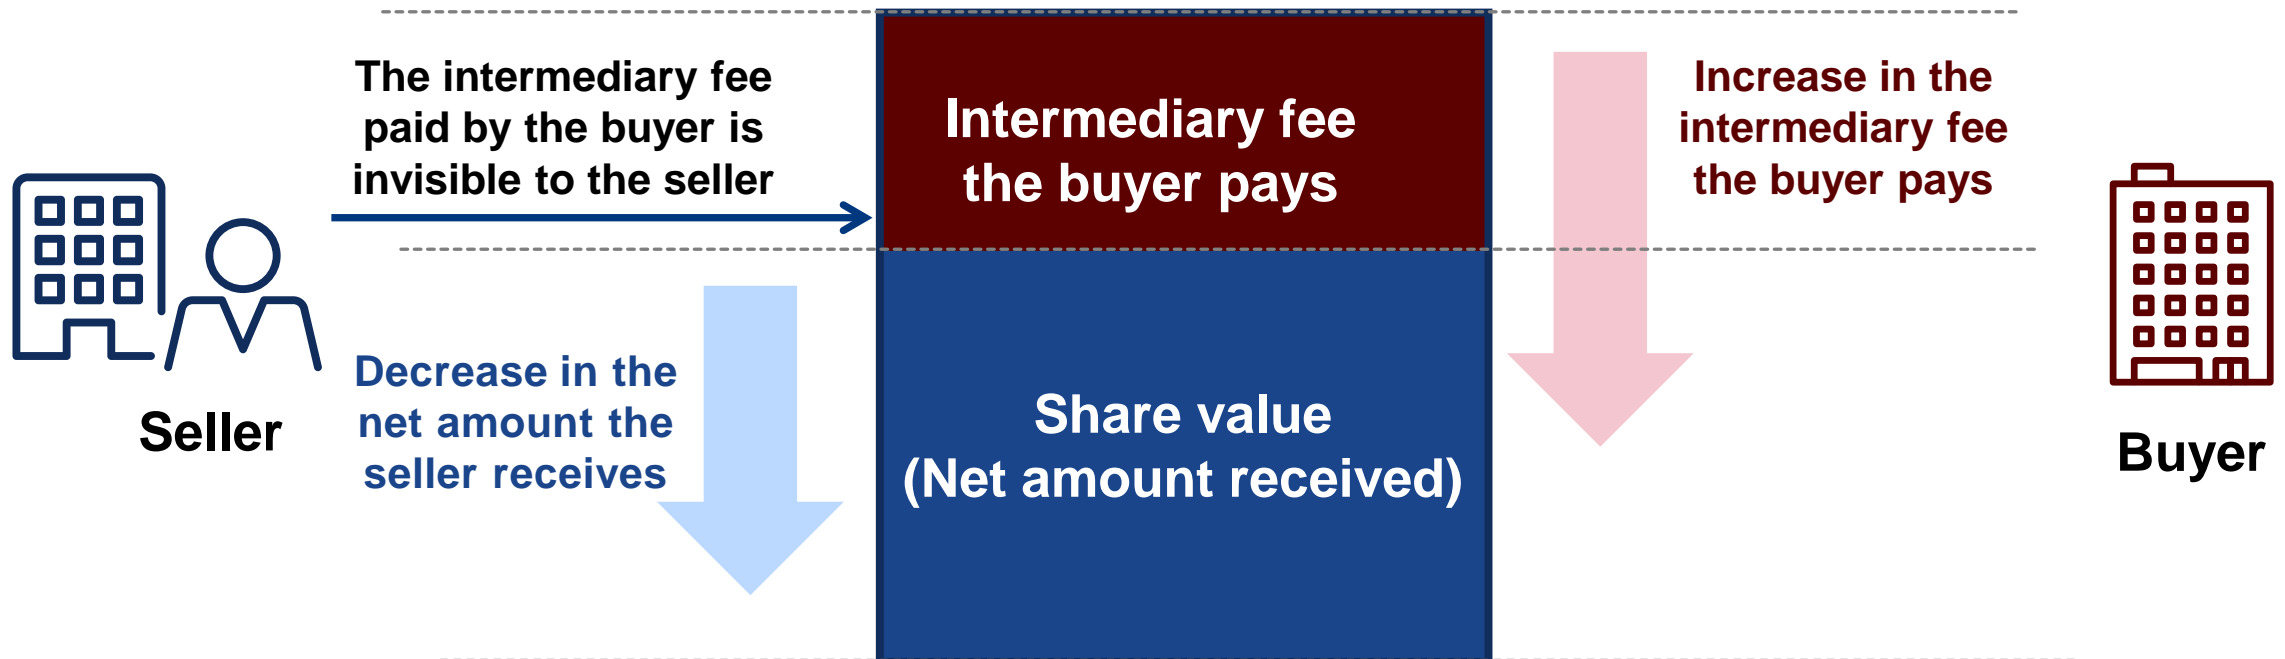 The intermediary fee
paid by the buyer is
invisible to the seller
Intermediary fee
the buyer pays
Increase in the
intermediary fee
the buyer pays
Seller
Decrease in the
net amount the
seller receives
Share value
(Net amount received)
Buyer